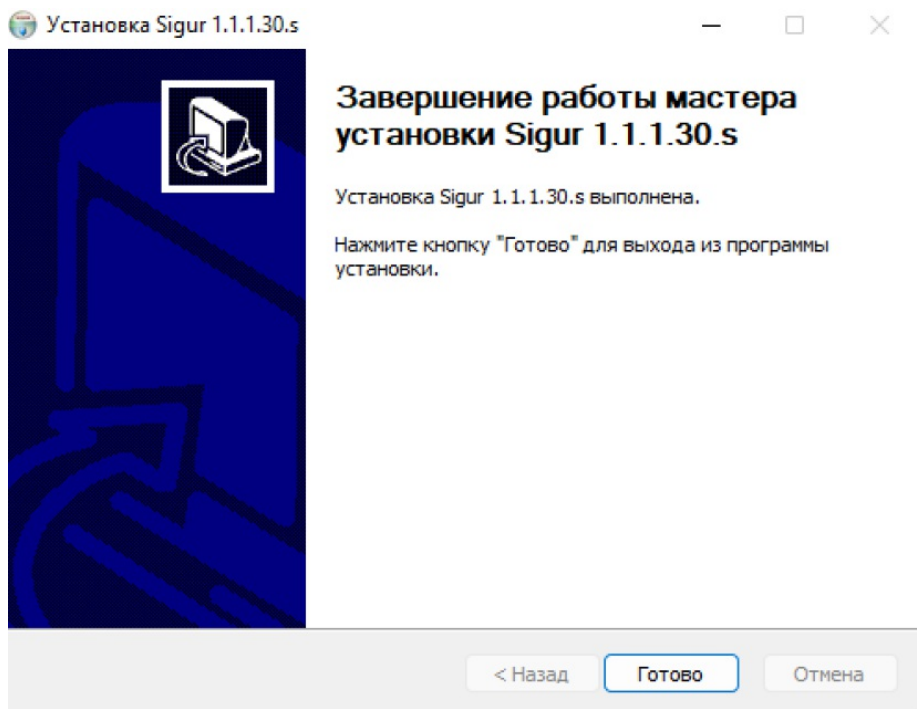 Установка Sigur 1.1.1.30.s
Завершение работы мастера
установки Sigur 1.1.1.30.s
Установка Sigur 1.1.1.30.s выполнена.
Нажмите кнопку "Готово" для выхода из программы
установки.
< Назад
Готово
Отмена